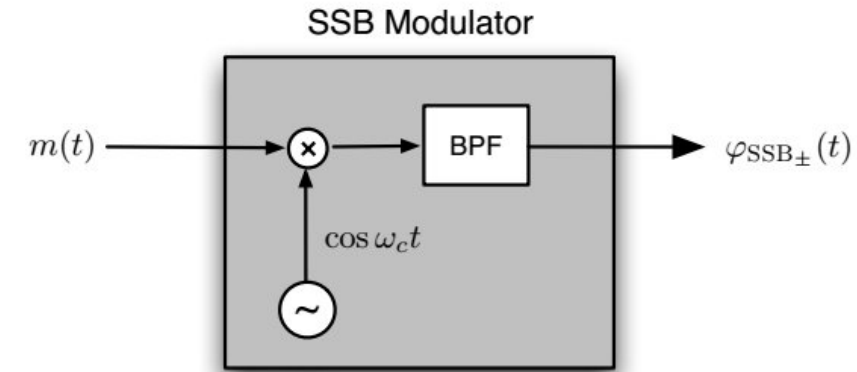 SSB Modulator
m(t)
×
BPF
φSSB±(t)
cos ωct
~